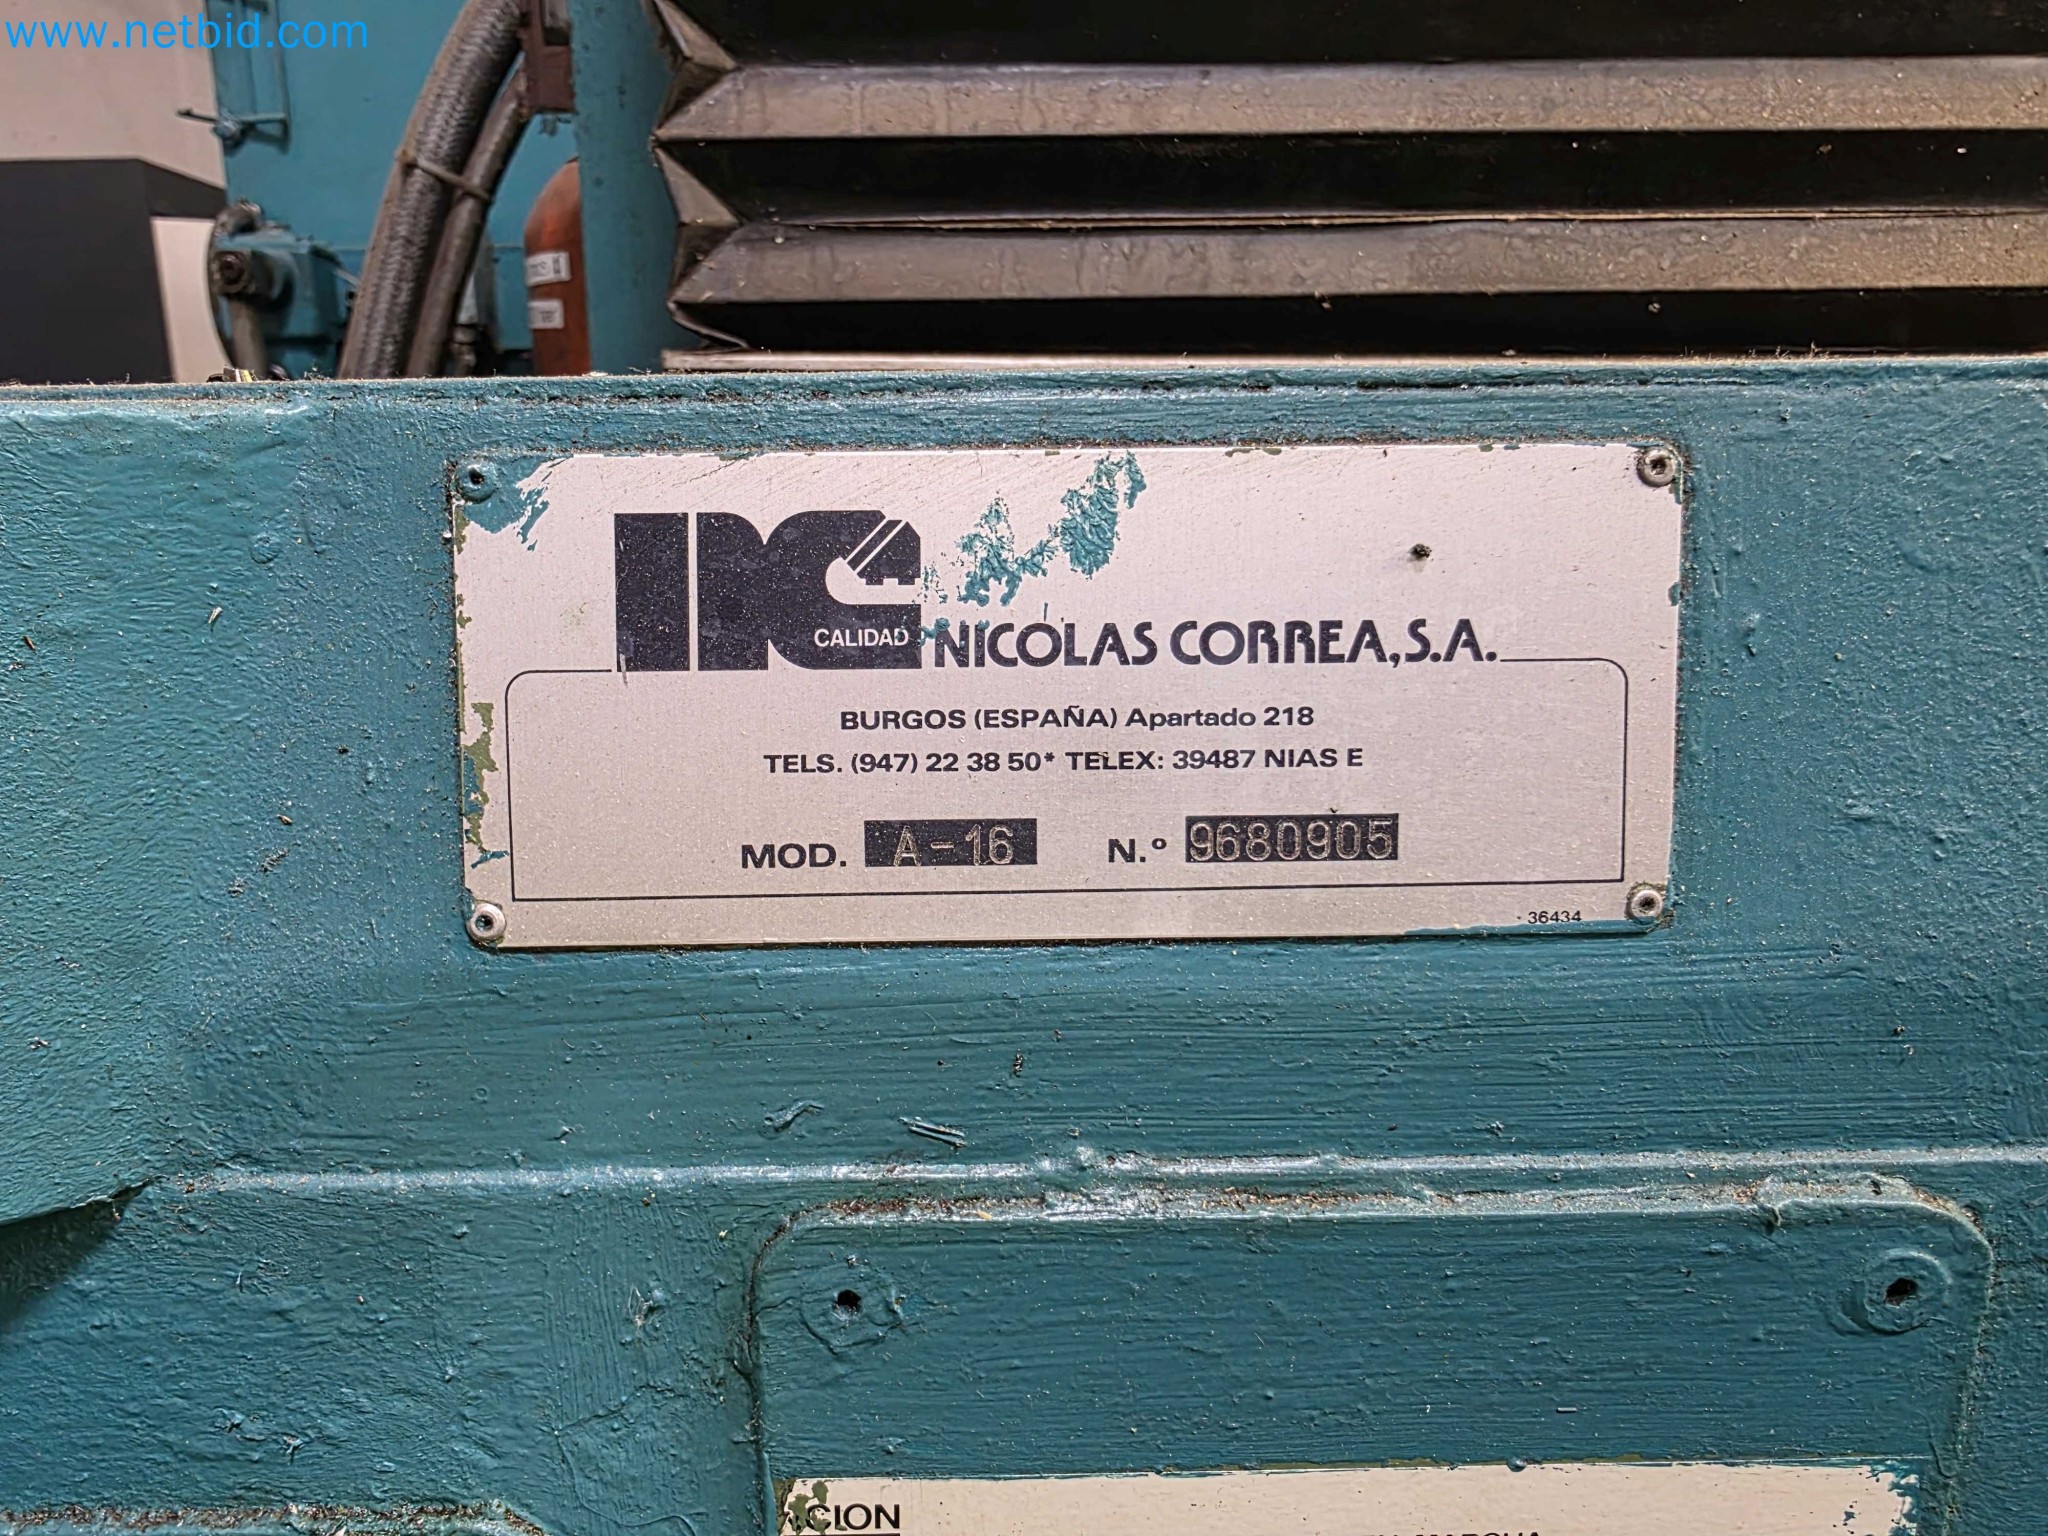 www.netbid.com
CALIDAD
NICOLAS CORREA, S.A.
BURGOS (ESPAÑA) Apartado 218
TELS. (947) 22 38 50* TELEX: 39487 NIAS E
MOD. A-16 N.º 9680905
36434